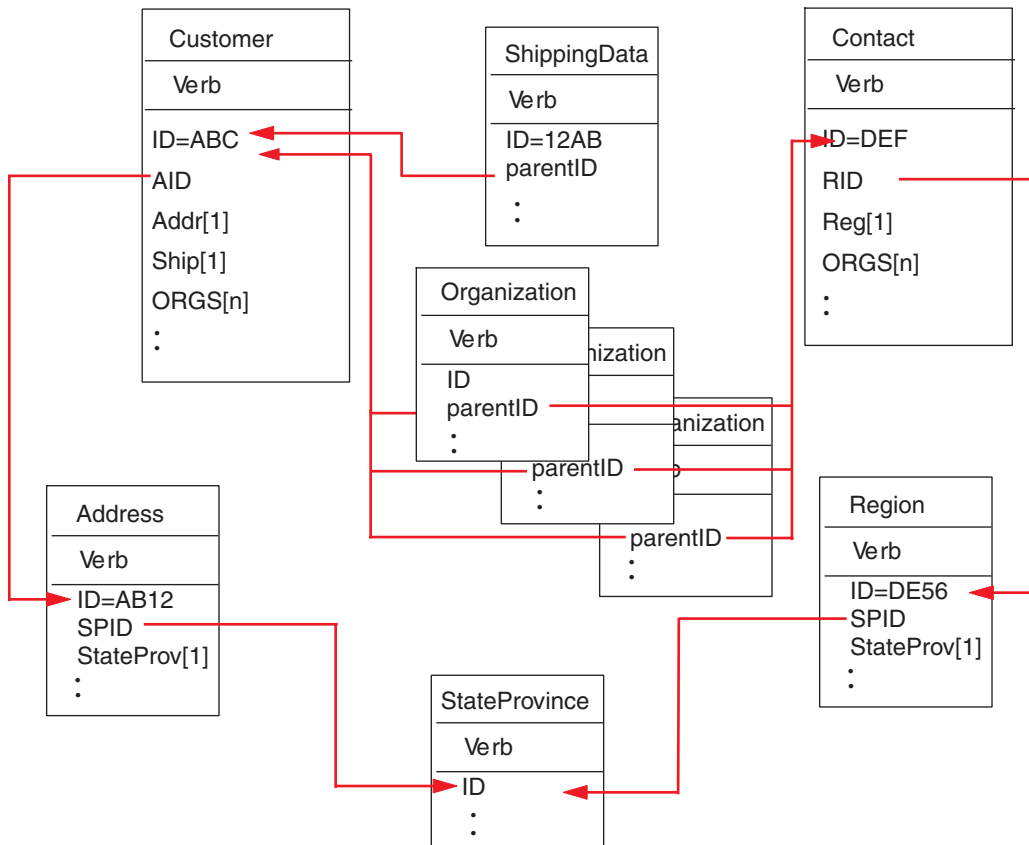 Customer
Verb
ID=ABC
AID
Addr[1]
Ship[1]
ORGS[n]
:
ShippingData
Verb
ID=12AB
parentID
:
Contact
Verb
ID=DEF
RID
Reg[1]
ORGS[n]
:
Organization
Verb
ID
parentID
:
nization
parentID
:
anization
parentID
:
Address
Verb
ID=AB12
SPID
StateProv[1]
:
Region
Verb
ID=DE56
SPID
StateProv[1]
:
StateProvince
Verb
ID
: